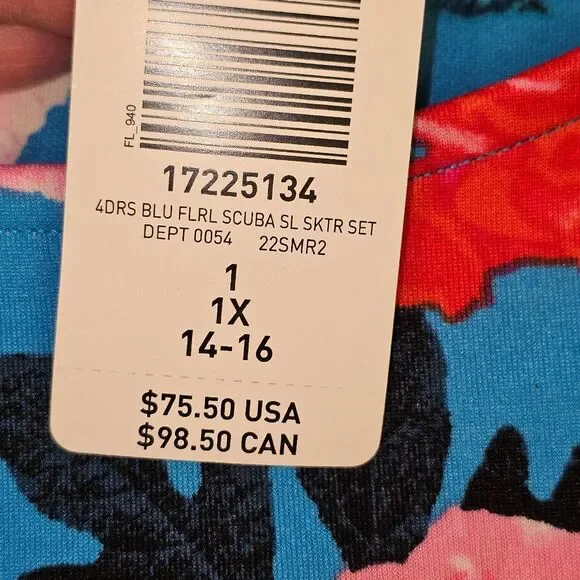 FL_940
17225134
4DRS BLU FLRL SCUBA SL SKTR SET
DEPT 0054 22SMR2
1
1X
14-16
$75.50 USA
$98.50 CAN